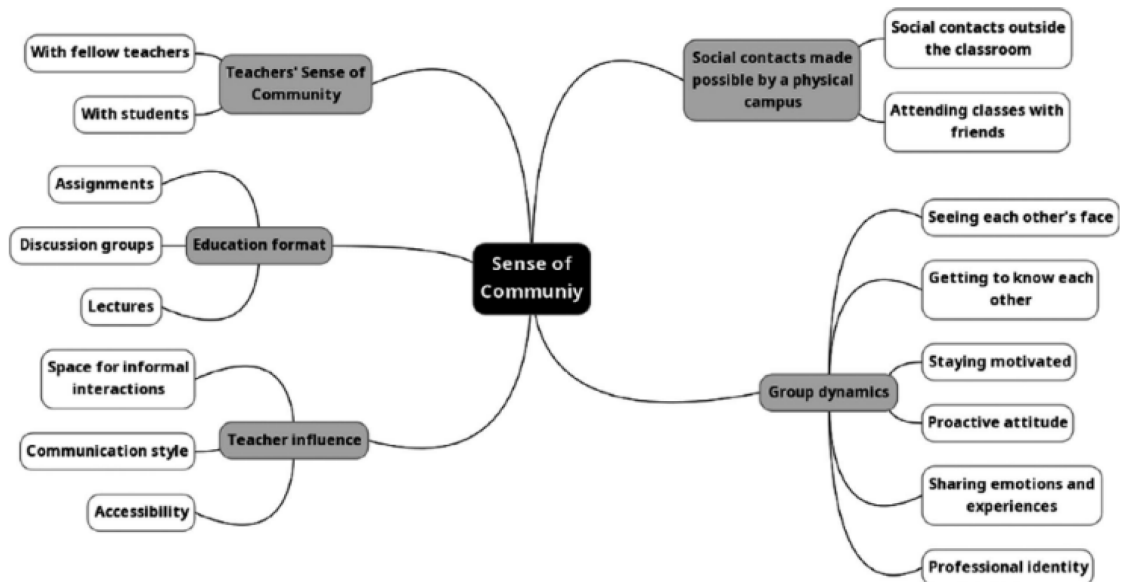 With fellow teachers
With students
Teachers' Sense of
Community
Assignments
Discussion groups
Lectures
Education format
Space for informal
interactions
Communication style
Accessibility
Teacher influence
Sense of
Communiy
Social contacts made
possible by a physical
campus
Social contacts outside
the classroom
Attending classes with
friends
Group dynamics
Seeing each other's face
Getting to know each
other
Staying motivated
Proactive attitude
Sharing emotions and
experiences
Professional identity